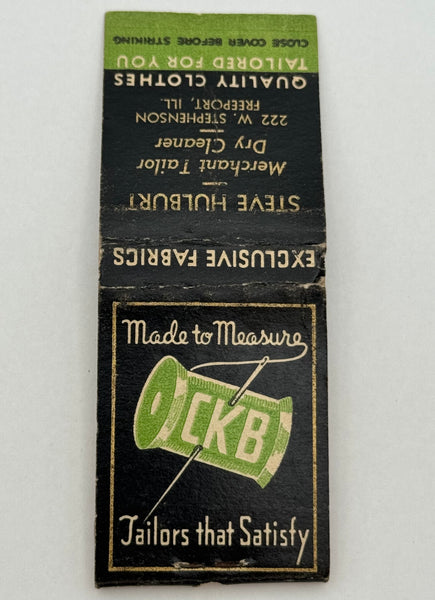 CLOSE COVER BEFORE STRIKING
TAILORED FOR YOU
QUALITY CLOTHES
222 W. STEPHENSON
FREEPORT, ILL.
Merchant Tailor
Dry Cleaner
STEVE HULBURT
EXCLUSIVE FABRICS
Made to Measure
CKB
Tailors that Satisfy